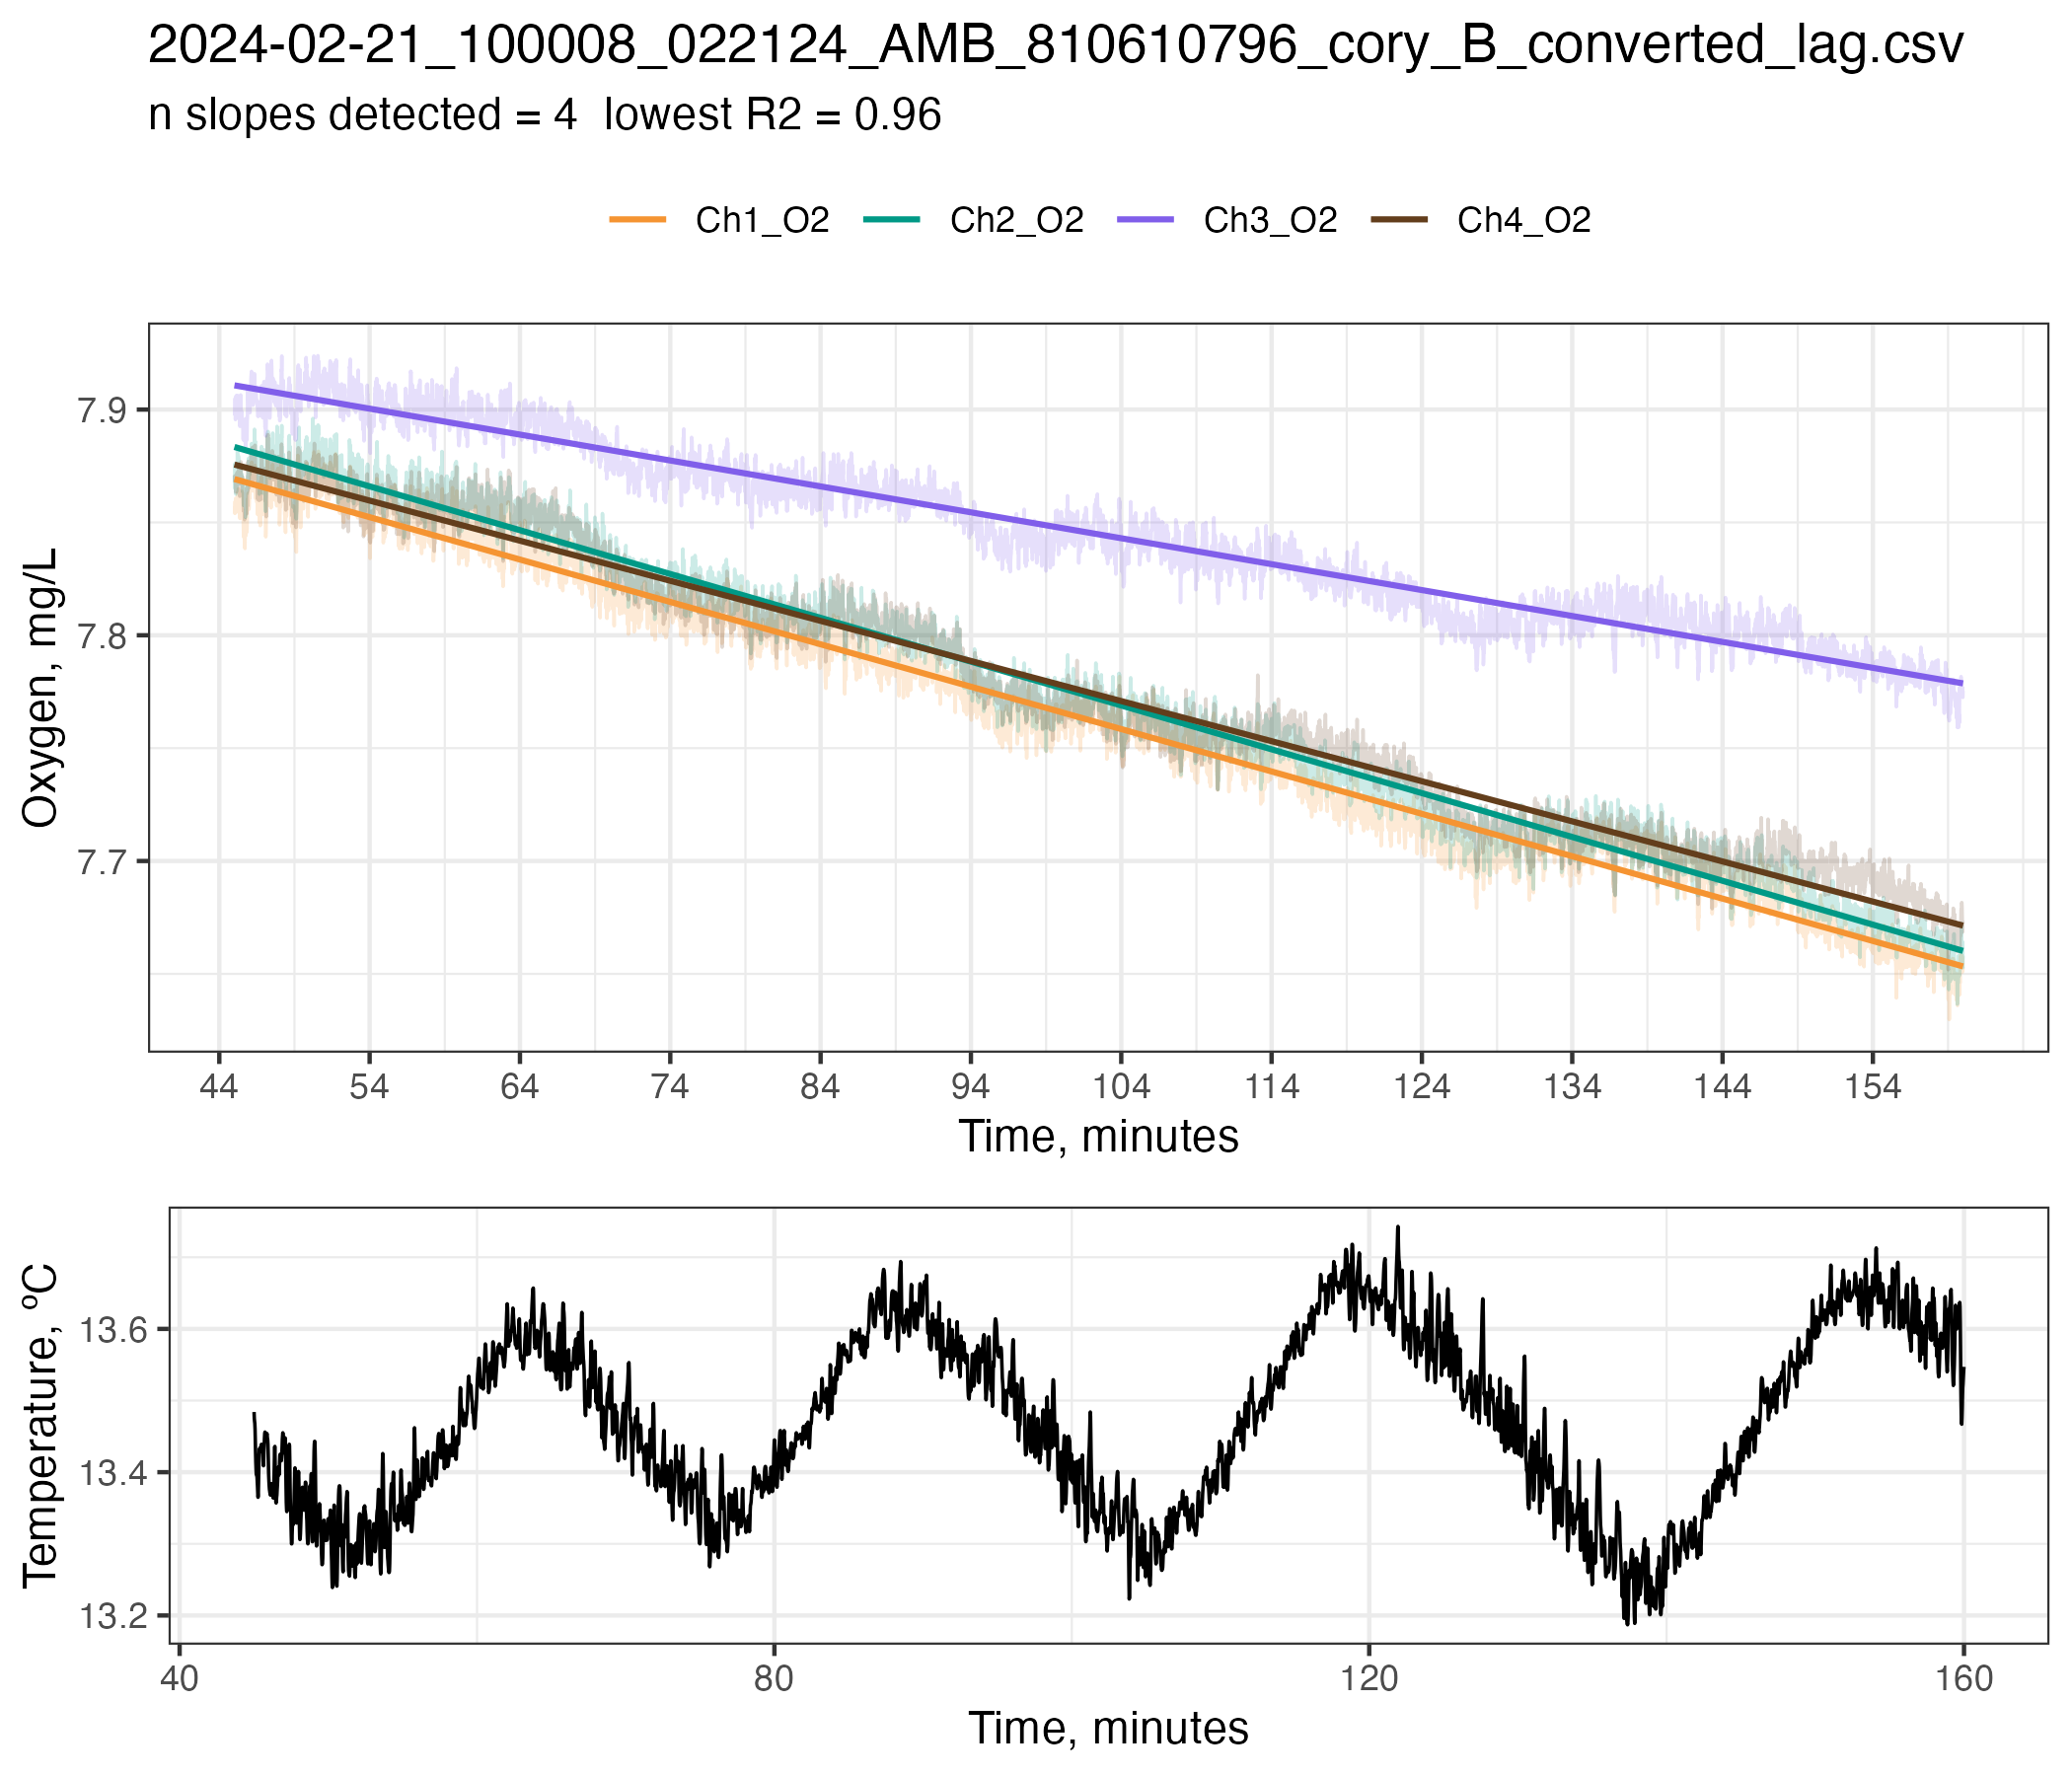 2024-02-21_100008_022124_AMB_810610796_cory_B_converted_lag.csv
n slopes detected = 4  lowest R2 = 0.96
Ch1_O2 Ch2_O2 Ch3_O2 Ch4_O2
Oxygen, mg/L
7.9
7.8
7.7
44 54 64 74 84 94 104 114 124 134 144 154
Time, minutes
Temperature, ºC
13.6
13.4
13.2
40 80 120 160
Time, minutes